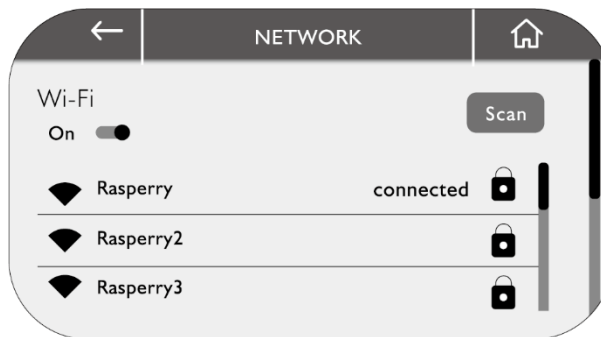 NETWORK
Wi-Fi
Scan
On
Rasperry connected
Rasperry2
Rasperry3